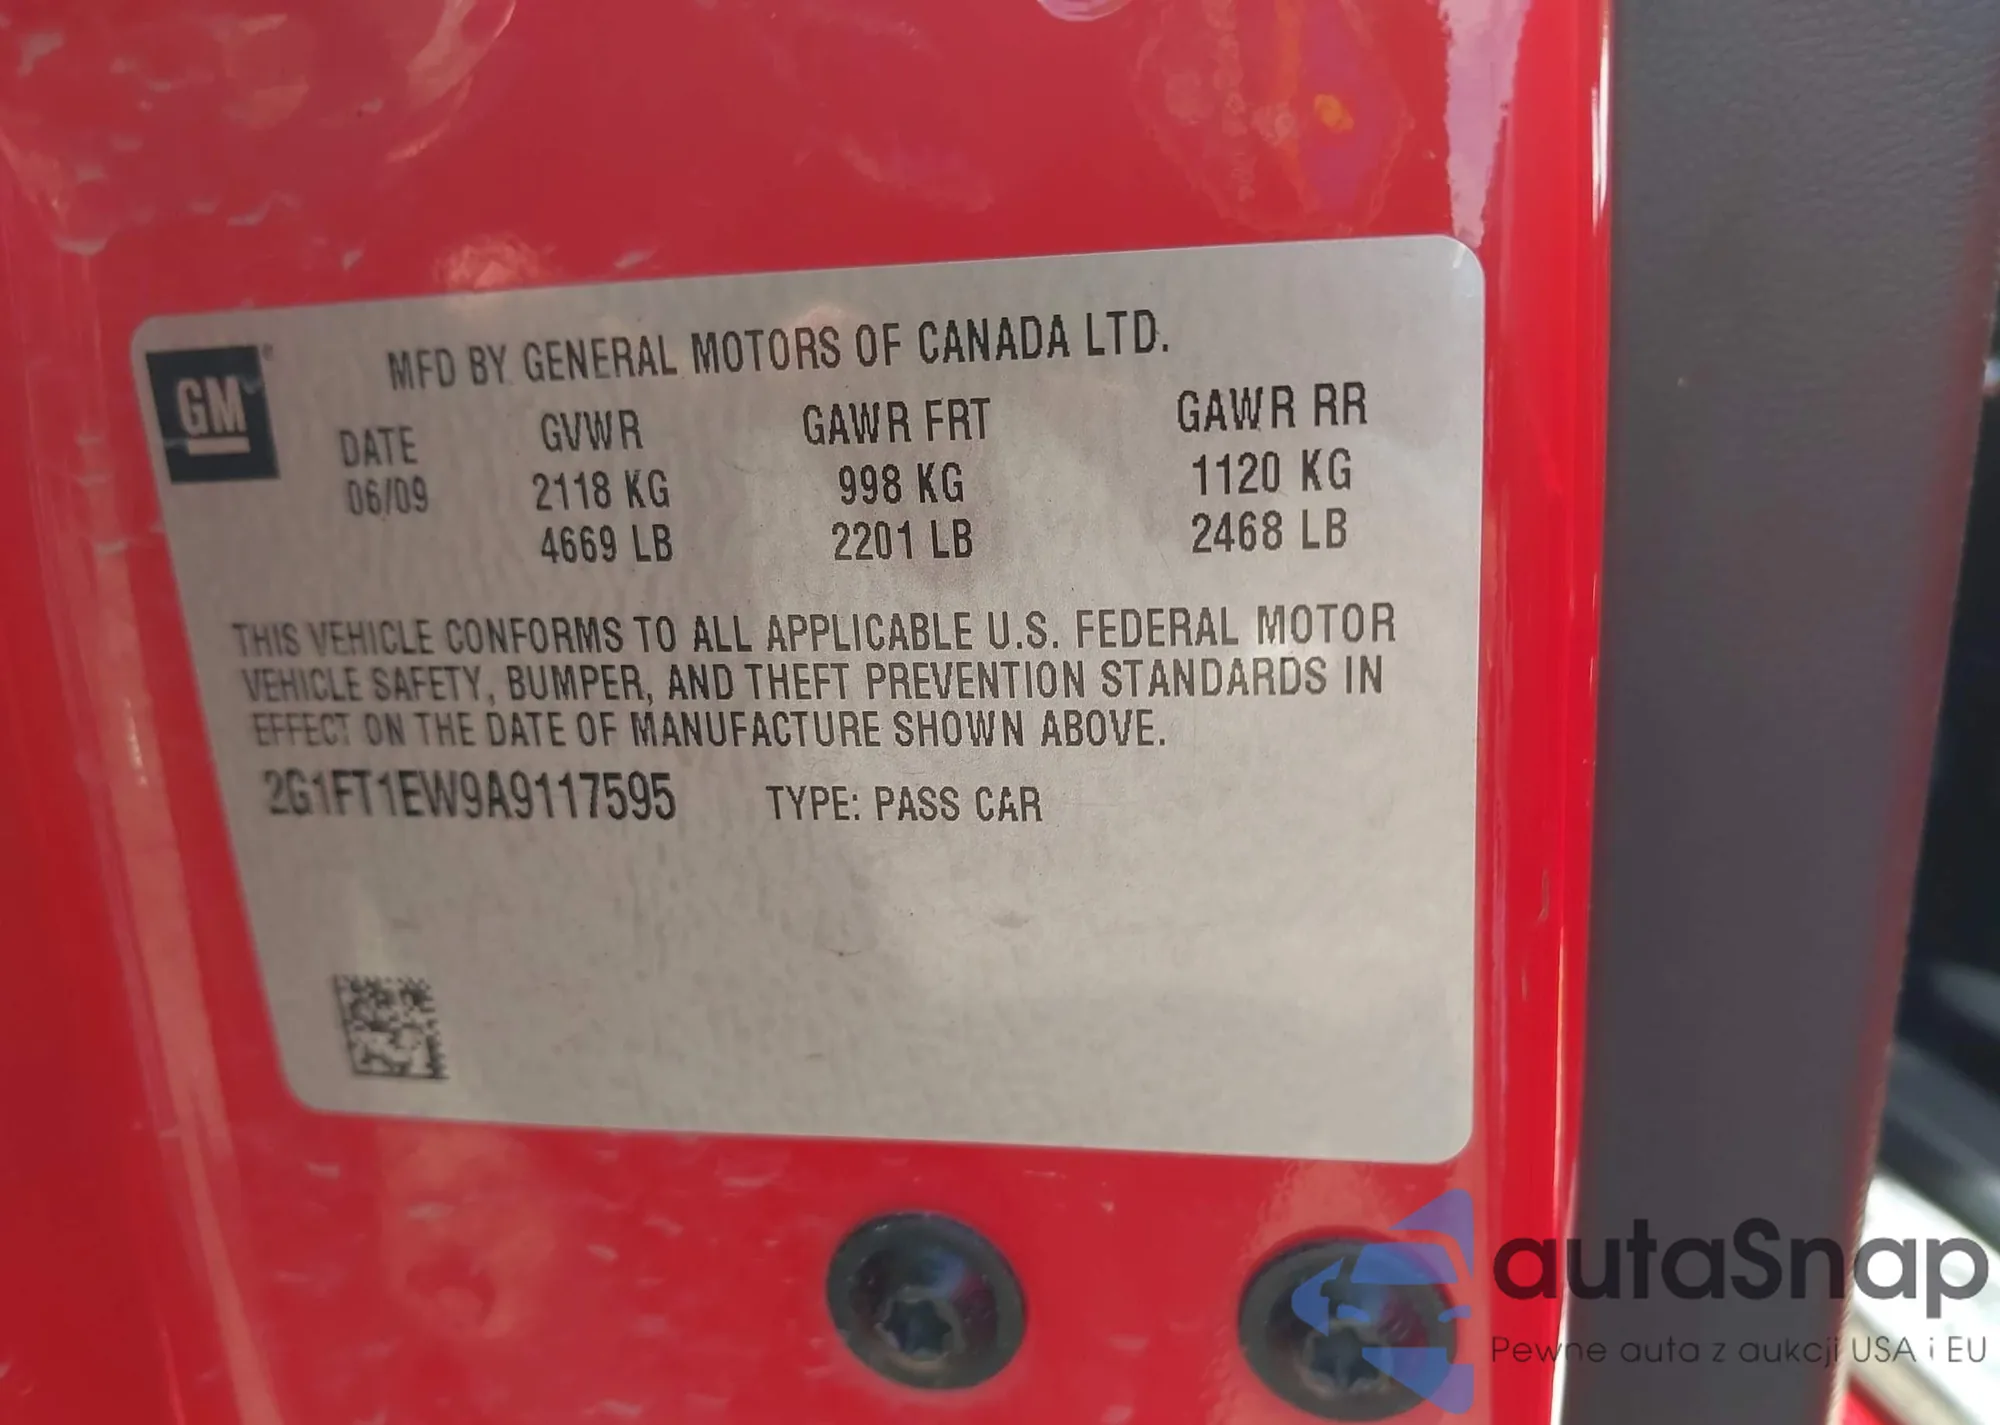 GM
MFD BY GENERAL MOTORS OF CANADA LTD.
DATE GVWR GAWR FRT GAWR RR
06/09 2118 KG 998 KG 1120 KG
4669 LB 2201 LB 2468 LB
THIS VEHICLE CONFORMS TO ALL APPLICABLE U.S. FEDERAL MOTOR
VEHICLE SAFETY, BUMPER, AND THEFT PREVENTION STANDARDS IN
EFFECT ON THE DATE OF MANUFACTURE SHOWN ABOVE.
2G1FT1EW9A9117595 TYPE: PASS CAR
autaSnap
Pewne auta z aukcji USA i EU